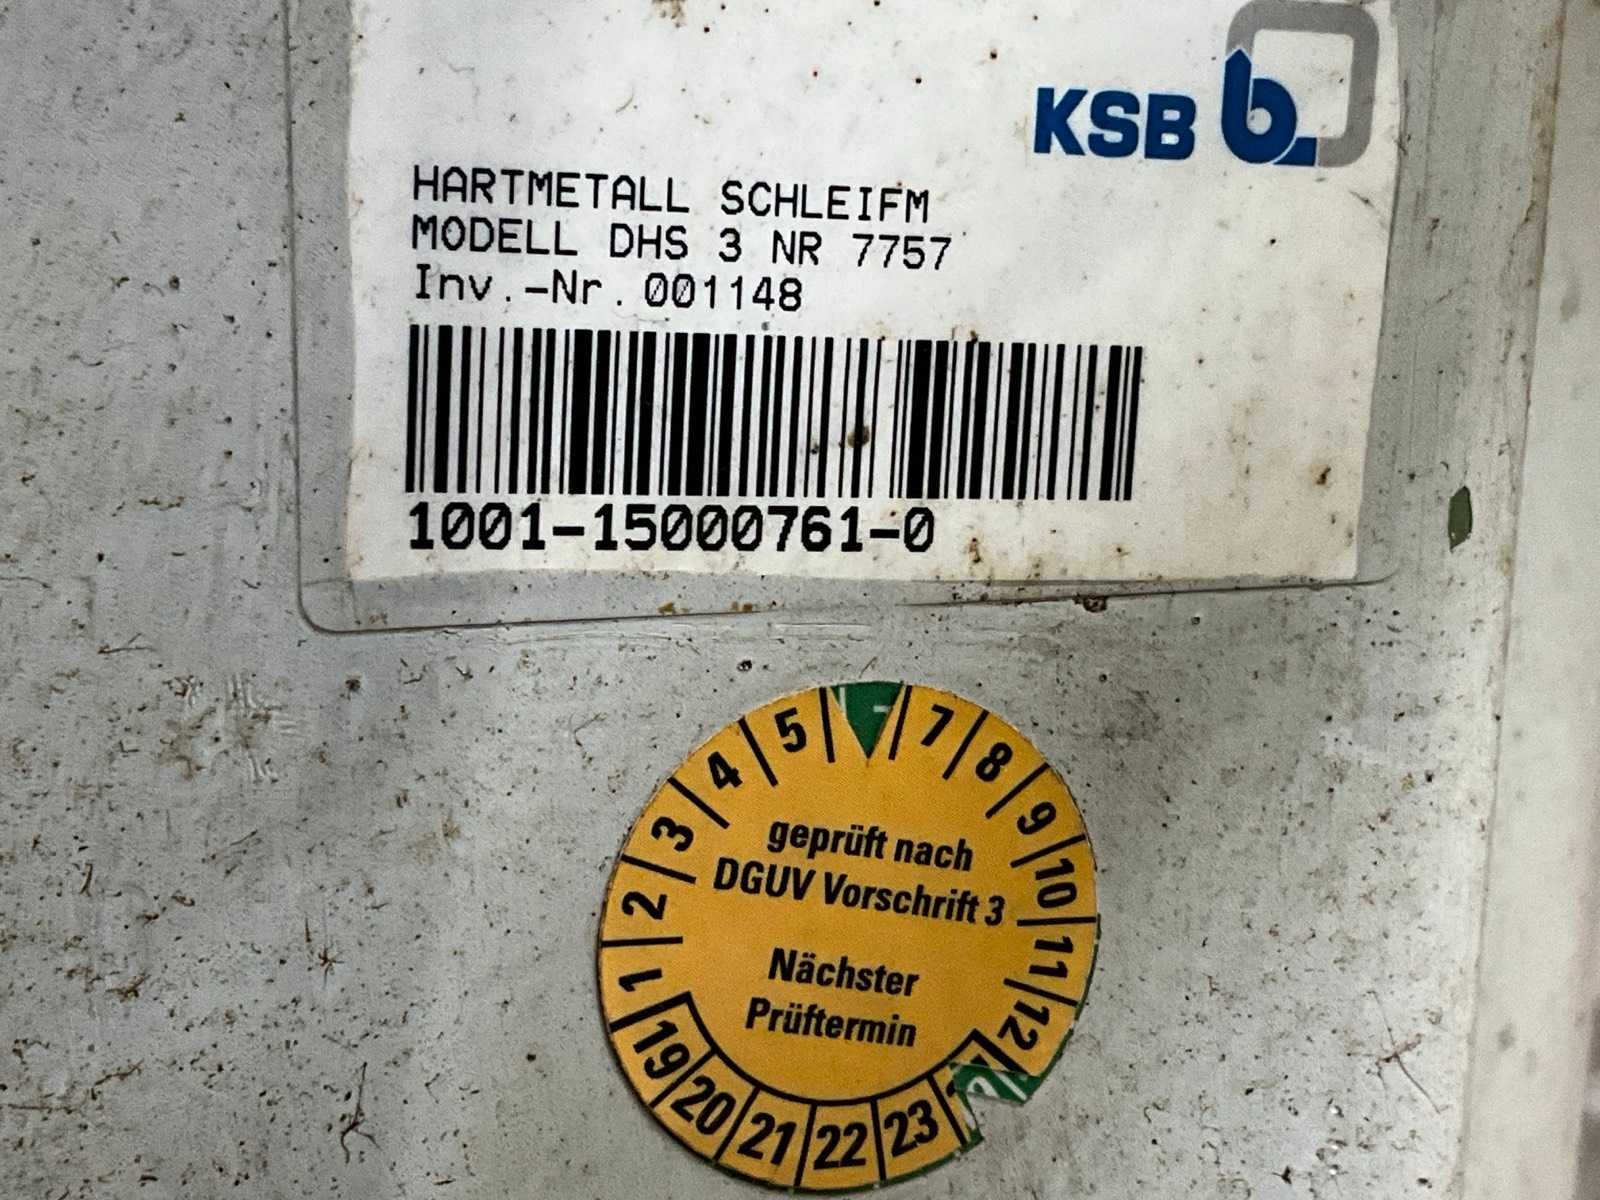 KSB
HARTMETALL SCHLEIFM
MODELL DHS 3 NR 7757
Inv.-Nr. 001148
1001-15000761-0
1 2 3 4 5 7 8 9 10 11 12
geprüft nach
DGUV Vorschrift 3
Nächster
Prüftermin
19 20 21 22 23